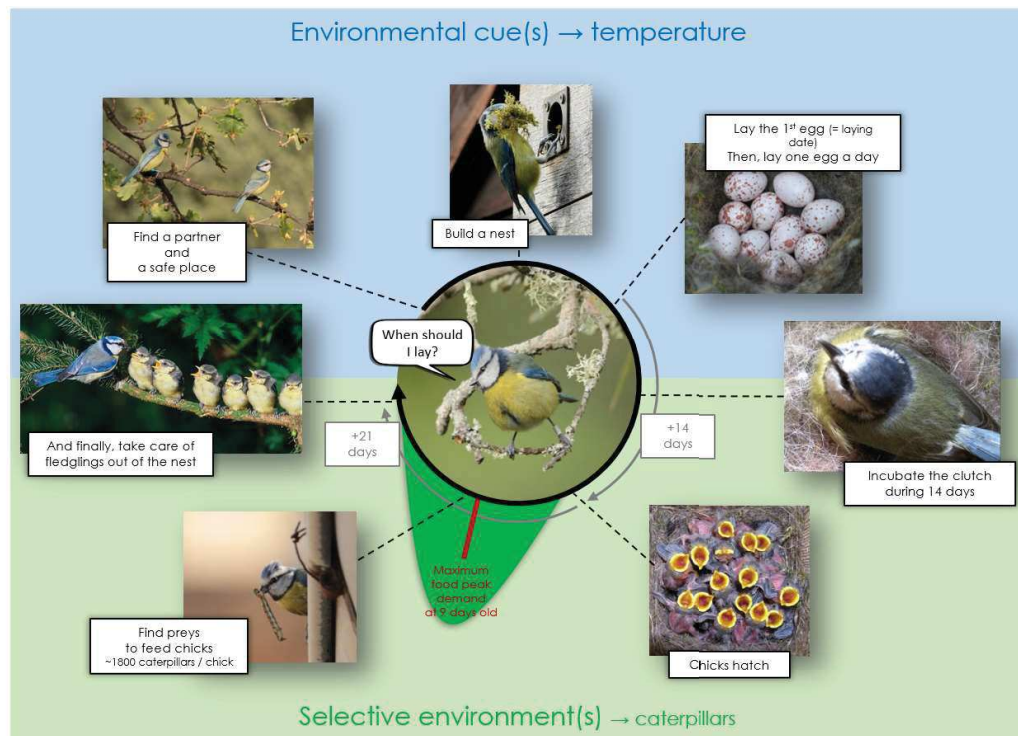 Environmental cue(s) → temperature
Find a partner
and
a safe place
Build a nest
Lay the 1st egg (= laying
date)
Then, lay one egg a day
When should
I lay?
And finally, take care of
fledglings out of the nest
+21
days
+14
days
Incubate the clutch
during 14 days
Find preys
to feed chicks
~1800 caterpillars / chick
Maximum
food peak
demand
at 9 days old
Chicks hatch
Selective environment(s) → caterpillars